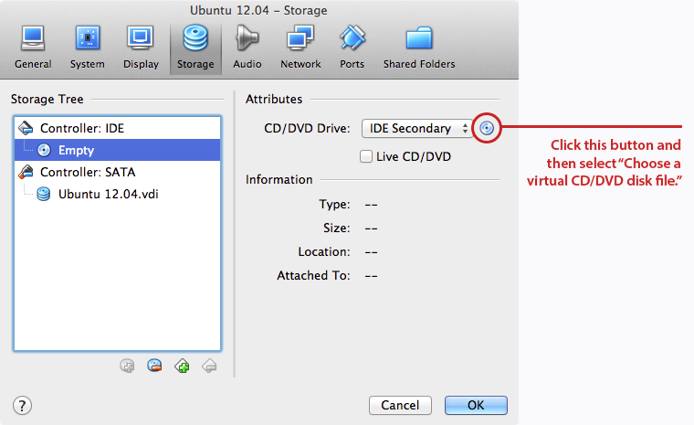 Ubuntu 12.04 – Storage
General System Display Storage Audio Network Ports Shared Folders
Storage Tree
Controller: IDE
Empty
Controller: SATA
Ubuntu 12.04.vdi
Attributes
CD/DVD Drive: IDE Secondary
Live CD/DVD
Information
Type: --
Size: --
Location: --
Attached To: --
Click this button and
then select “Choose a
virtual CD/DVD disk file.”
?
Cancel
OK